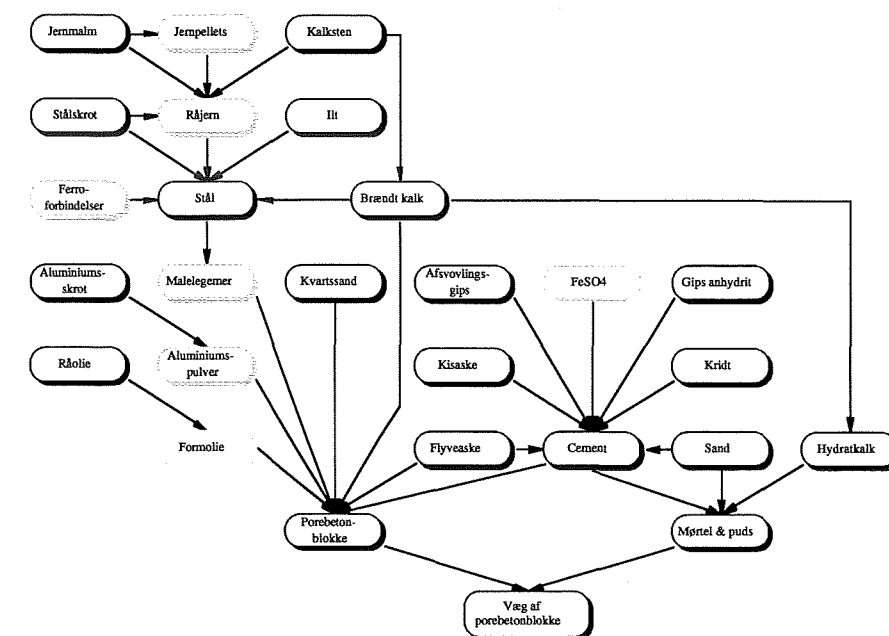 Jernmalm
Jernpellets
Kalksten
Stålskrot
Råjern
Ilt
Ferro-
forbindelser
Stål
Brændt kalk
Aluminiums-
skrot
Malelegemer
Kvartssand
Afsvovlings-
gips
FeSO4
Gips anhydrit
Råolie
Aluminiums-
pulver
Kisaske
Kridt
Formolie
Flyveaske
Cement
Sand
Hydratkalk
Porebeton-
blokke
Mørtel & puds
Væg af
porebetonblokke